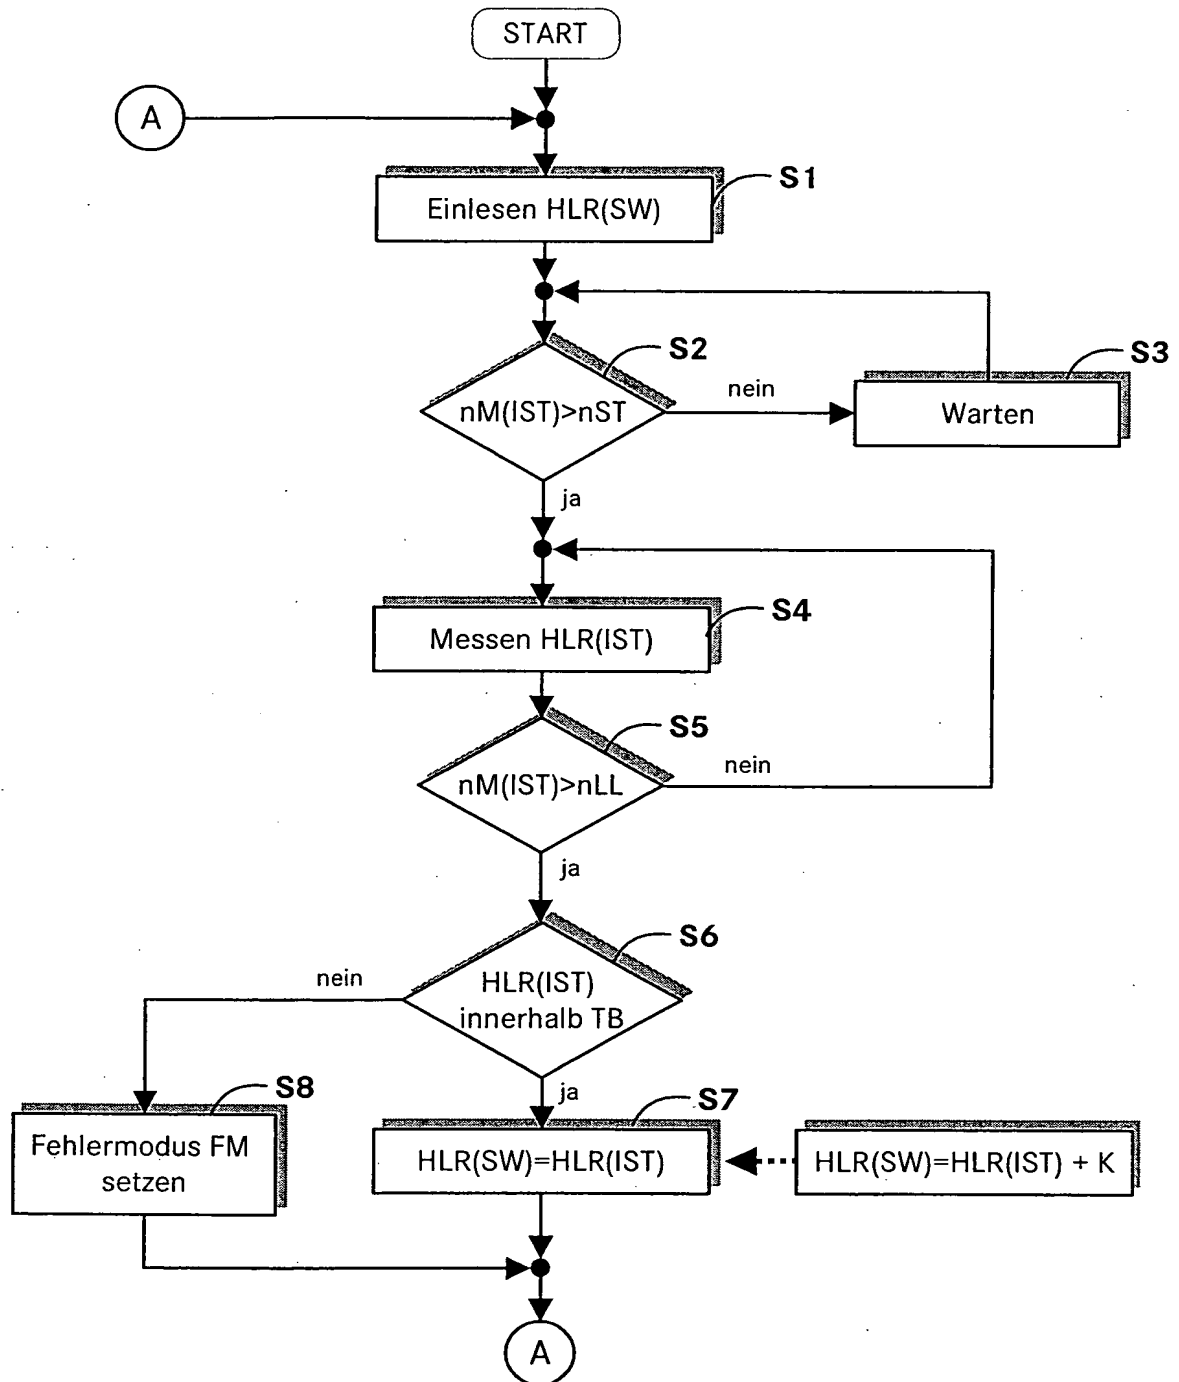 START
A
S1
Einlesen HLR(SW)
S2
nM(IST)>nST
nein
S3
Warten
ja
S4
Messen HLR(IST)
S5
nM(IST)>nLL
nein
ja
S6
HLR(IST)
innerhalb TB
nein
ja
S8
Fehlermodus FM
setzen
S7
HLR(SW)=HLR(IST)
HLR(SW)=HLR(IST) + K
A